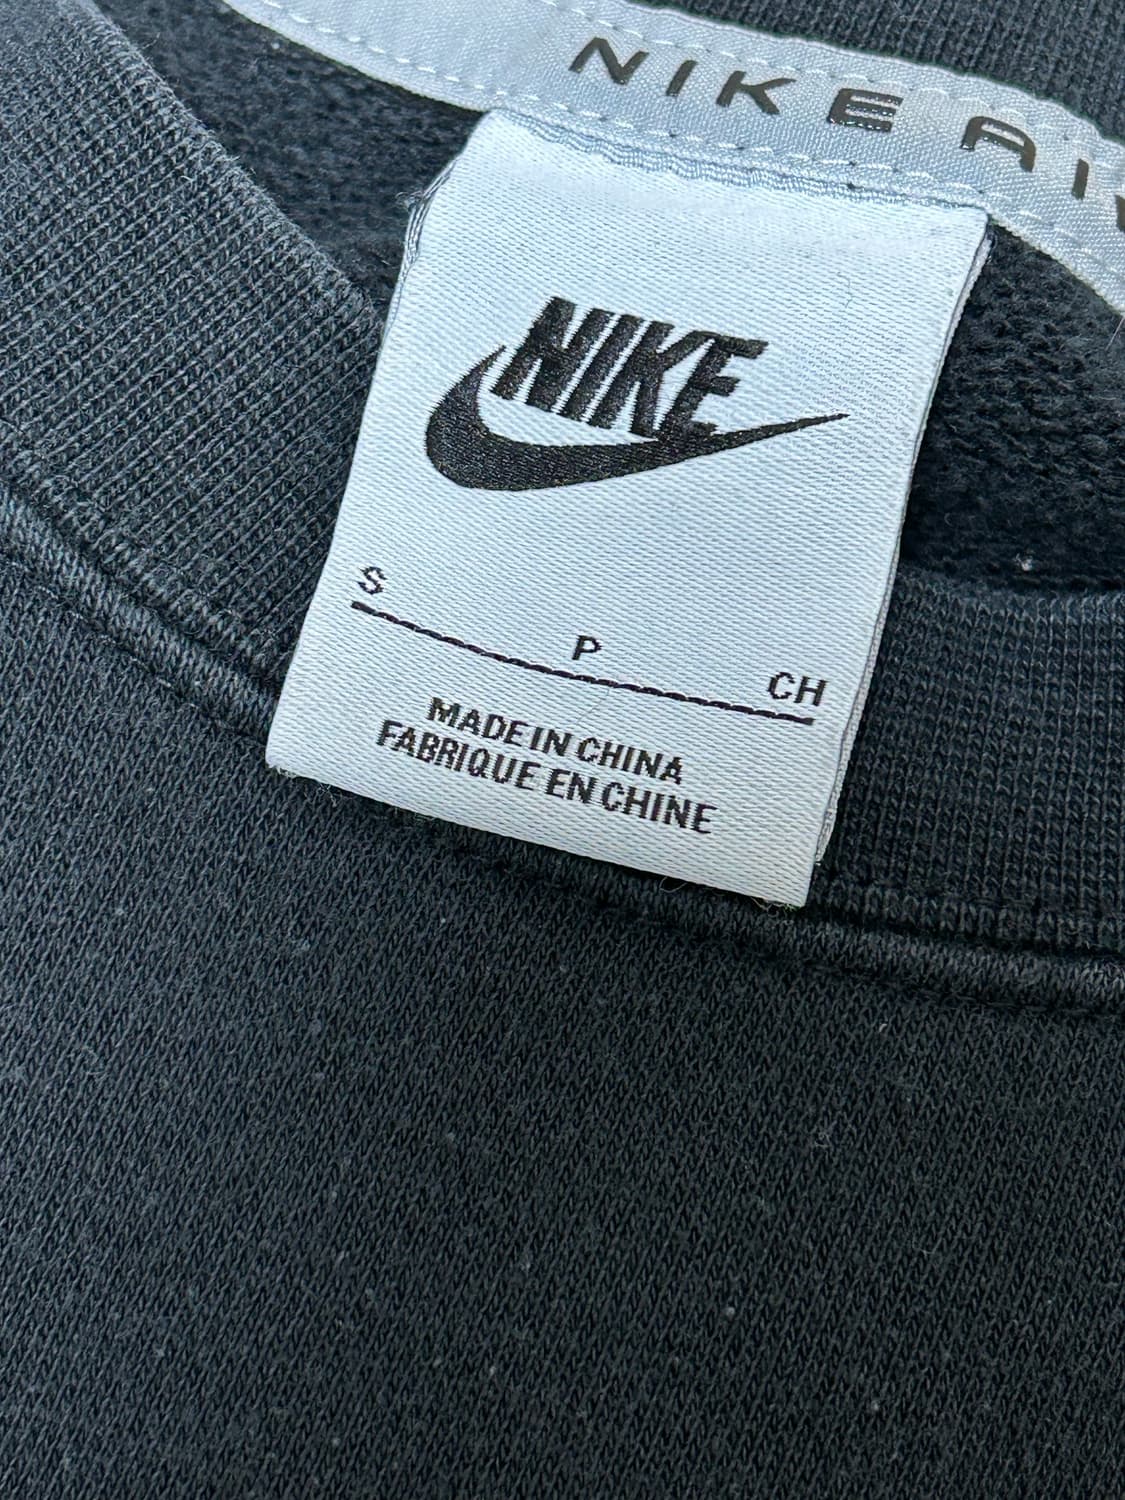 NIKE AI
NIKE
S
P
CH
MADE IN CHINA
FABRIQUE EN CHINE